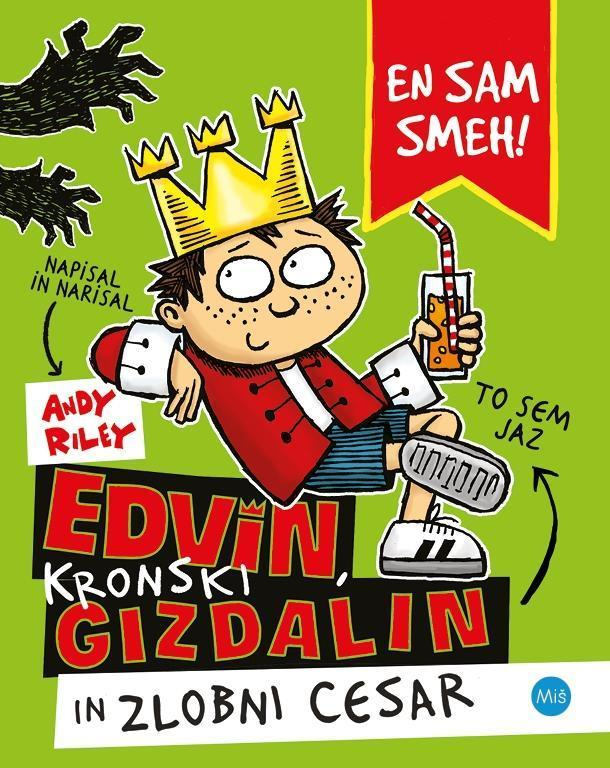 EN SAM
SMEH!
NAPISAL
IN NARISAL
ANDY
RILEY
TO SEM
JAZ
EDVIN,
KRONSKI
GIZDALIN
IN ZLOBNI CESAR
Miš